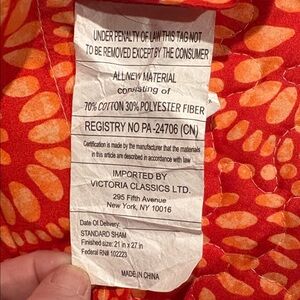 UNDER PENALTY OF LAW THIS TAG NOT
TO BE REMOVED EXCEPT BY THE CONSUMER
ALL NEW MATERIAL
consisting of
70% COTTON 30% POLYESTER FIBER
REGISTRY NO PA-24706 (CN)
Certification is made by the manufacturer that the materials
in this article are described in accordance with law
IMPORTED BY
VICTORIA CLASSICS LTD.
295 Fifth Avenue
New York, NY 10016
Date Of Delivery:
STANDARD SHAM
Finished size: 21 in x 27 in
Federal RN# 102223
MADE IN CHINA